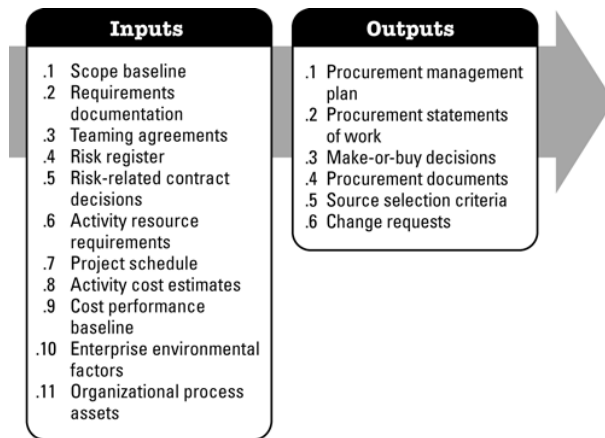 Inputs
.1 Scope baseline
.2 Requirements
documentation
.3 Teaming agreements
.4 Risk register
.5 Risk-related contract
decisions
.6 Activity resource
requirements
.7 Project schedule
.8 Activity cost estimates
.9 Cost performance
baseline
.10 Enterprise environmental
factors
.11 Organizational process
assets
Outputs
.1 Procurement management
plan
.2 Procurement statements
of work
.3 Make-or-buy decisions
.4 Procurement documents
.5 Source selection criteria
.6 Change requests